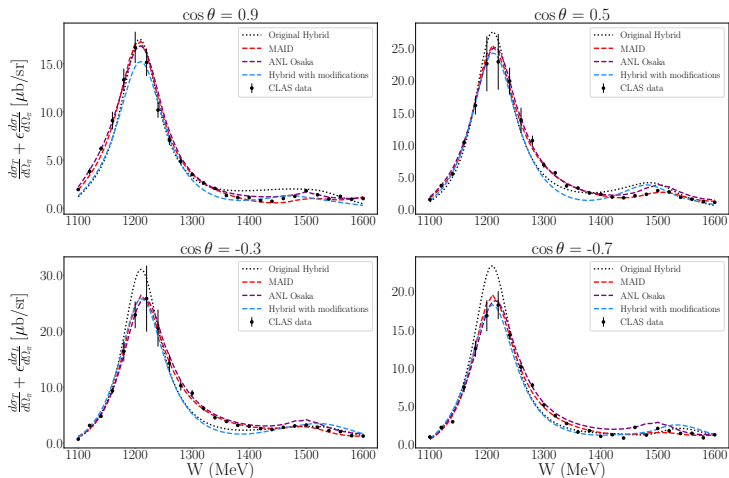 cos θ = 0.9
cos θ = 0.5
dσ_T/dΩ_π + ϵ dσ_L/dΩ_π [μb/sr]
15.0
10.0
5.0
0.0
1100 1200 1300 1400 1500 1600
Original Hybrid
MAID
ANL Osaka
Hybrid with modifications
CLAS data
25.0
20.0
15.0
10.0
5.0
0.0
1100 1200 1300 1400 1500 1600
Original Hybrid
MAID
ANL Osaka
Hybrid with modifications
CLAS data
cos θ = -0.3
cos θ = -0.7
dσ_T/dΩ_π + ϵ dσ_L/dΩ_π [μb/sr]
30.0
20.0
10.0
0.0
1100 1200 1300 1400 1500 1600
W (MeV)
Original Hybrid
MAID
ANL Osaka
Hybrid with modifications
CLAS data
20.0
15.0
10.0
5.0
0.0
1100 1200 1300 1400 1500 1600
W (MeV)
Original Hybrid
MAID
ANL Osaka
Hybrid with modifications
CLAS data